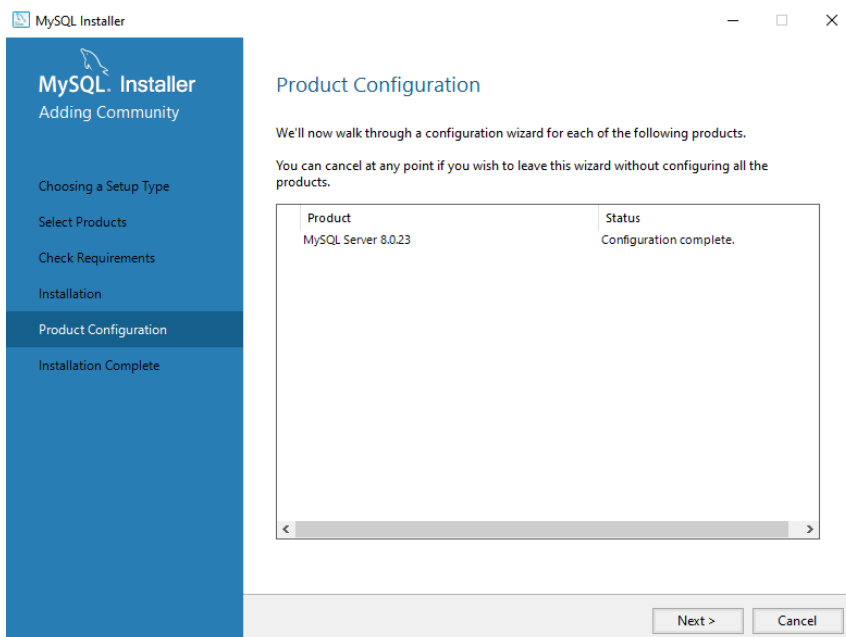 MySQL Installer
MySQL. Installer
Adding Community
Choosing a Setup Type
Select Products
Check Requirements
Installation
Product Configuration
Installation Complete
Product Configuration
We'll now walk through a configuration wizard for each of the following products.
You can cancel at any point if you wish to leave this wizard without configuring all the
products.
Product Status
MySQL Server 8.0.23 Configuration complete.
Next > Cancel